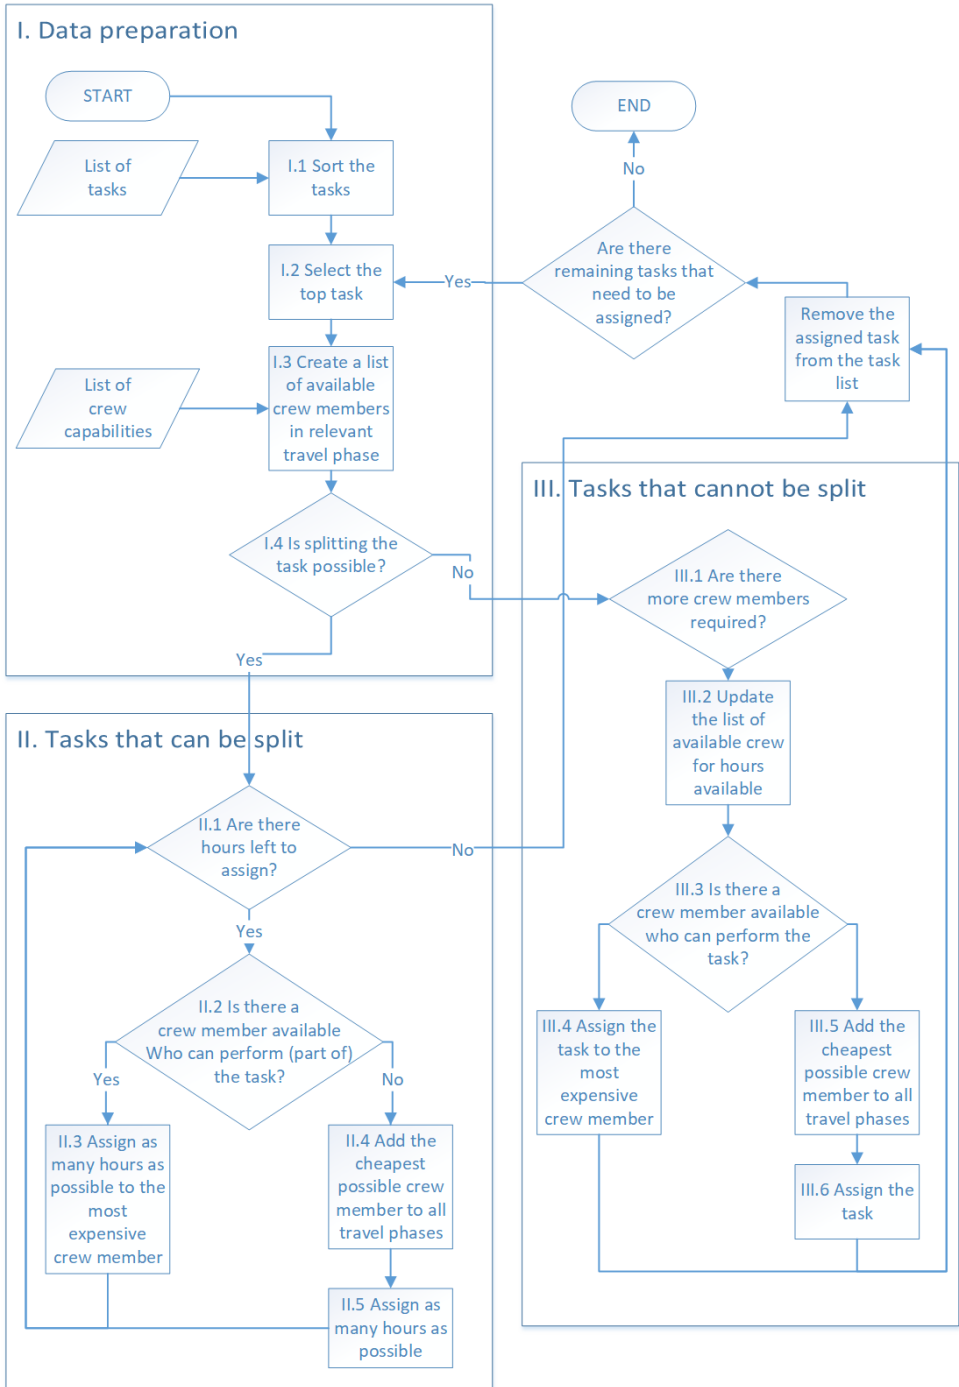 I. Data preparation
START
List of
tasks
I.1 Sort the
tasks
I.2 Select the
top task
List of
crew
capabilities
I.3 Create a list
of available
crew members
in relevant
travel phase
I.4 Is splitting the
task possible?
No
Yes
END
No
Are there
remaining tasks that
need to be
assigned?
Yes
Remove the
assigned task
from the task
list
II. Tasks that can be split
II.1 Are there
hours left to
assign?
No
Yes
II.2 Is there a
crew member available
Who can perform (part of)
the task?
Yes
No
II.3 Assign as
many hours as
possible to the
most
expensive
crew member
II.4 Add the
cheapest
possible crew
member to all
travel phases
II.5 Assign as
many hours as
possible
III. Tasks that cannot be split
III.1 Are there
more crew members
required?
III.2 Update
the list of
available crew
for hours
available
III.3 Is there a
crew member available
who can perform the
task?
III.4 Assign the
task to the
most
expensive
crew member
III.5 Add the
cheapest
possible crew
member to all
travel phases
III.6 Assign the
task